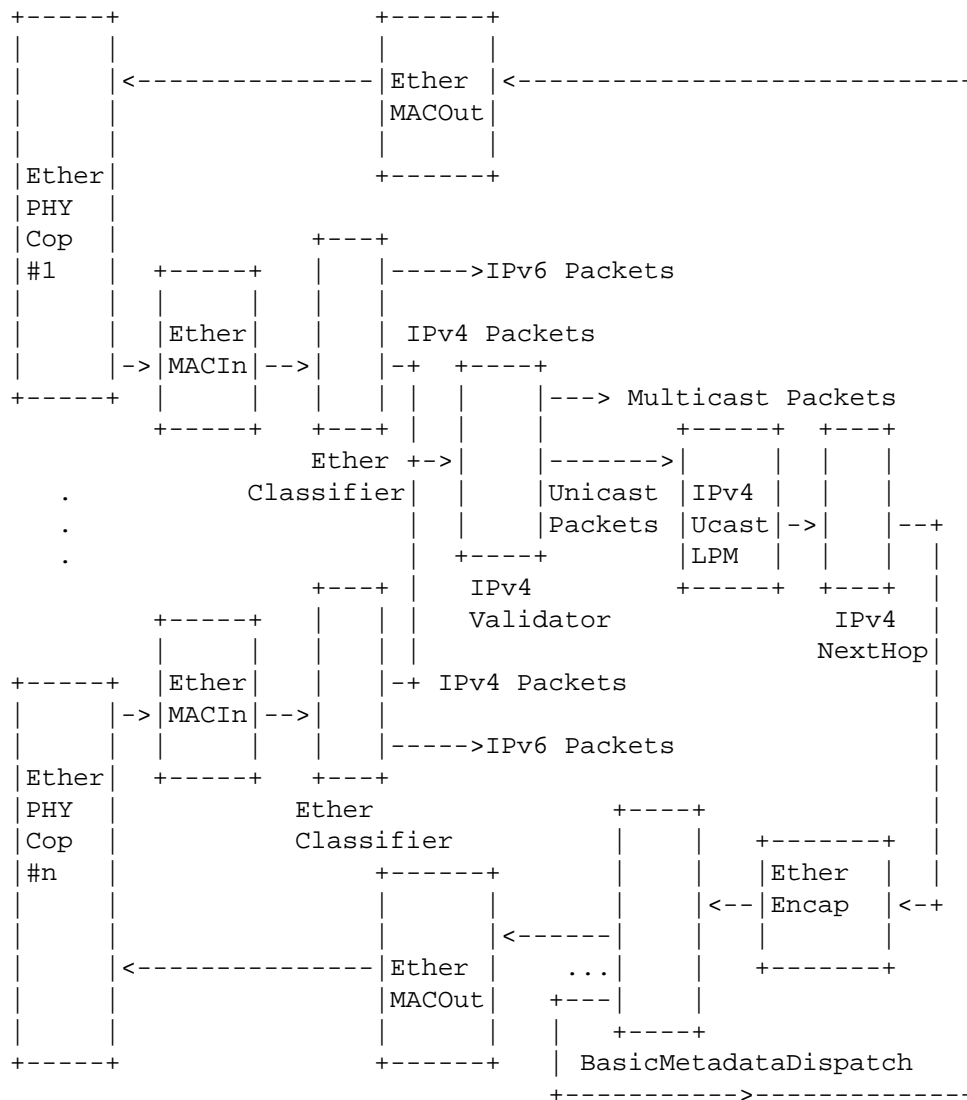 Ether
MACOut
Ether
PHY
Cop
#1
IPv6 Packets
Ether
MACIn
IPv4 Packets
Multicast Packets
Ether
Classifier
Unicast
Packets
IPv4
Ucast
LPM
IPv4
Validator
IPv4
NextHop
Ether
MACIn
IPv4 Packets
IPv6 Packets
Ether
PHY
Cop
#n
Ether
Classifier
Ether
Encap
Ether
MACOut
...
BasicMetadataDispatch